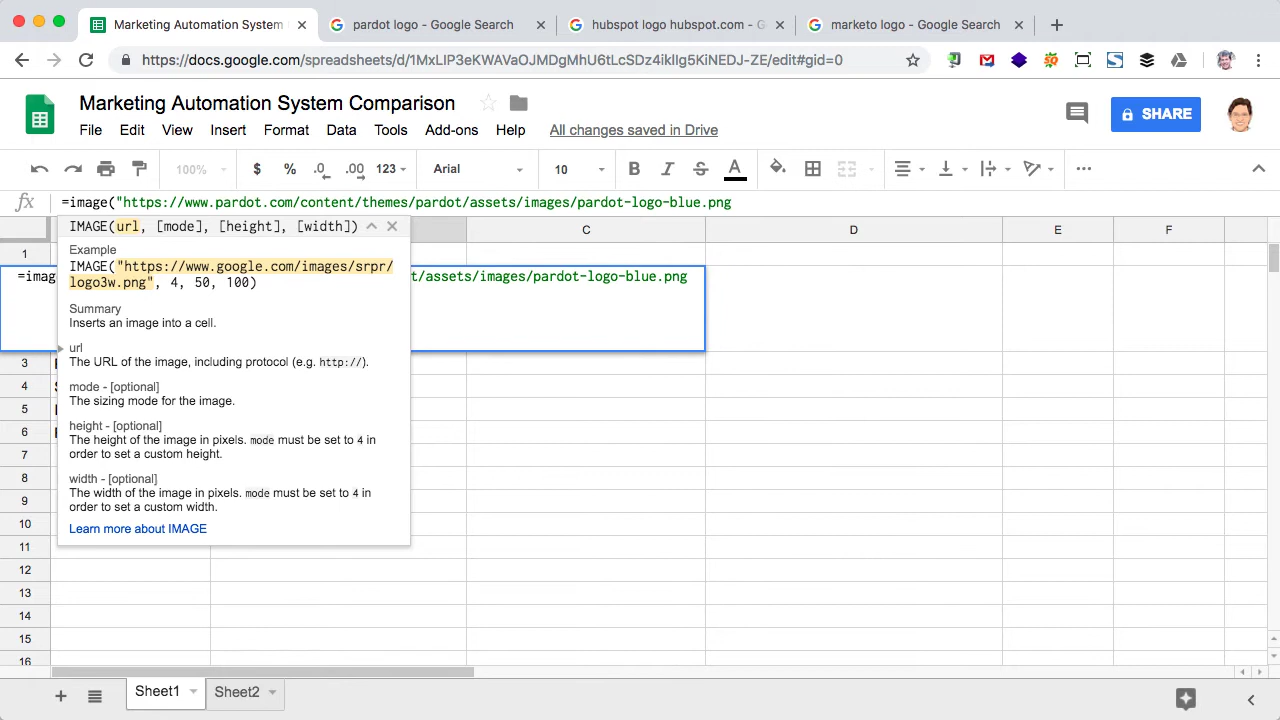 Marketing Automation System
pardot logo - Google Search
hubspot logo hubspot.com - G
marketo logo - Google Search
https://docs.google.com/spreadsheets/d/1MxLIP3eKWAVaOJMDgMhU6tLcSDz4ikIIg5KiNEDJ-ZE/edit#gid=0
Marketing Automation System Comparison
File Edit View Insert Format Data Tools Add-ons Help All changes saved in Drive
SHARE
100% $ % .0 .00 123 Arial 10 B I S A
fx =image("https://www.pardot.com/content/themes/pardot/assets/images/pardot-logo-blue.png
IMAGE(url, [mode], [height], [width])
C D E F
1
Example
IMAGE("https://www.google.com/images/srpr/
logo3w.png", 4, 50, 100)
=imag
t/assets/images/pardot-logo-blue.png
Summary
Inserts an image into a cell.
url
The URL of the image, including protocol (e.g. http://).
mode - [optional]
The sizing mode for the image.
height - [optional]
The height of the image in pixels. mode must be set to 4 in
order to set a custom height.
width - [optional]
The width of the image in pixels. mode must be set to 4 in
order to set a custom width.
Learn more about IMAGE
3
4
5
6
7
8
9
10
11
12
13
14
15
16
Sheet1
Sheet2